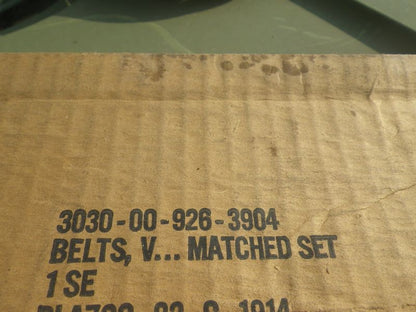 3030-00-926-3904
BELTS, V... MATCHED SET
1 SE